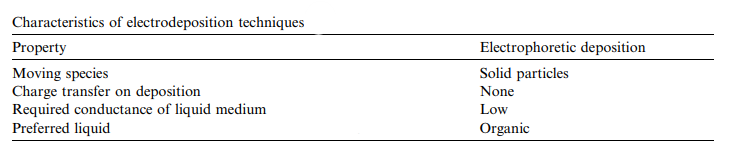 Characteristics of electrodeposition techniques
Property Electrophoretic deposition
Moving species Solid particles
Charge transfer on deposition None
Required conductance of liquid medium Low
Preferred liquid Organic